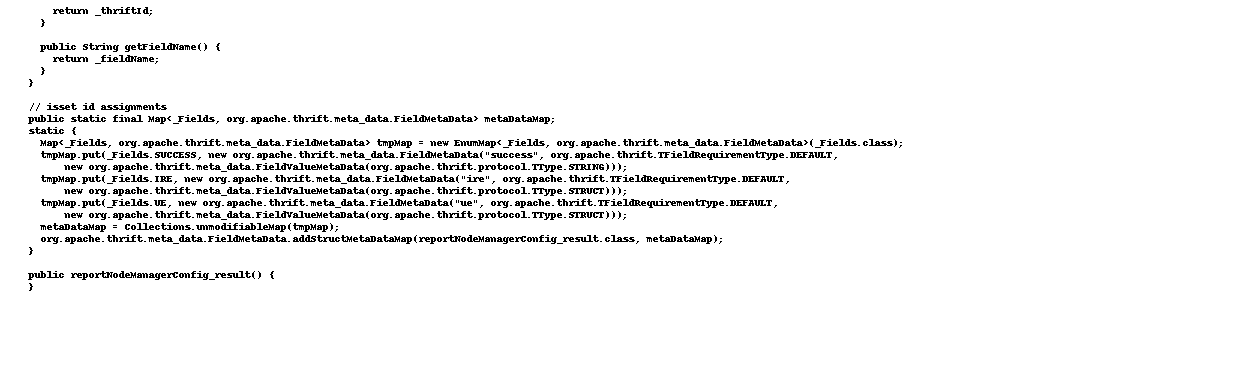 return _thriftId;
}
public String getFieldName() {
return _fieldName;
}
}
// isset id assignments
public static final Map<_Fields, org.apache.thrift.meta_data.FieldMetaData> metaDataMap;
static {
Map<_Fields, org.apache.thrift.meta_data.FieldMetaData> tmpMap = new EnumMap<_Fields, org.apache.thrift.meta_data.FieldMetaData>(_Fields.class);
tmpMap.put(_Fields.SUCCESS, new org.apache.thrift.meta_data.FieldMetaData("success", org.apache.thrift.TFieldRequirementType.DEFAULT,
new org.apache.thrift.meta_data.FieldValueMetaData(org.apache.thrift.protocol.TType.STRING)));
tmpMap.put(_Fields.IRE, new org.apache.thrift.meta_data.FieldMetaData("ire", org.apache.thrift.TFieldRequirementType.DEFAULT,
new org.apache.thrift.meta_data.FieldValueMetaData(org.apache.thrift.protocol.TType.STRUCT)));
tmpMap.put(_Fields.UE, new org.apache.thrift.meta_data.FieldMetaData("ue", org.apache.thrift.TFieldRequirementType.DEFAULT,
new org.apache.thrift.meta_data.FieldValueMetaData(org.apache.thrift.protocol.TType.STRUCT)));
metaDataMap = Collections.unmodifiableMap(tmpMap);
org.apache.thrift.meta_data.FieldMetaData.addStructMetaDataMap(reportNodeManagerConfig_result.class, metaDataMap);
}
public reportNodeManagerConfig_result() {
}